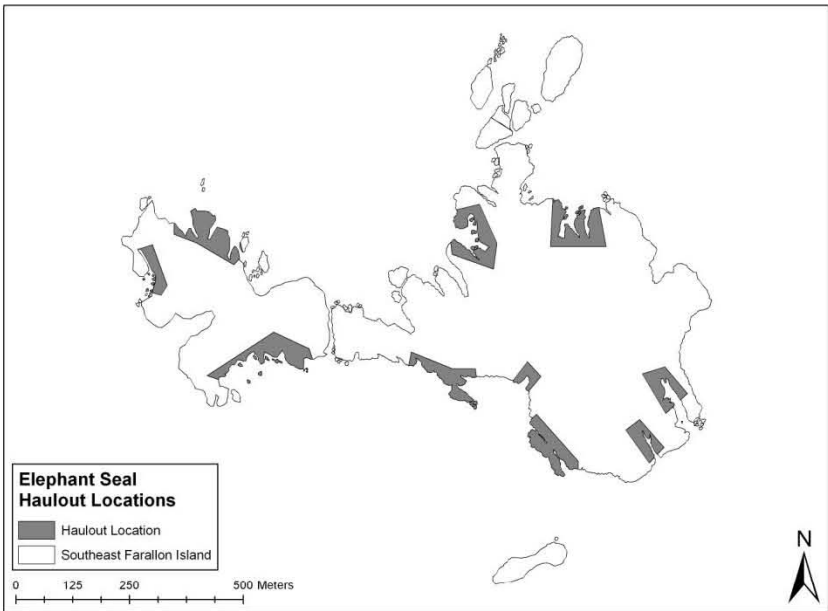 N
Elephant Seal
Haulout Locations
Haulout Location
Southeast Farallon Island
0 125 250 500 Meters